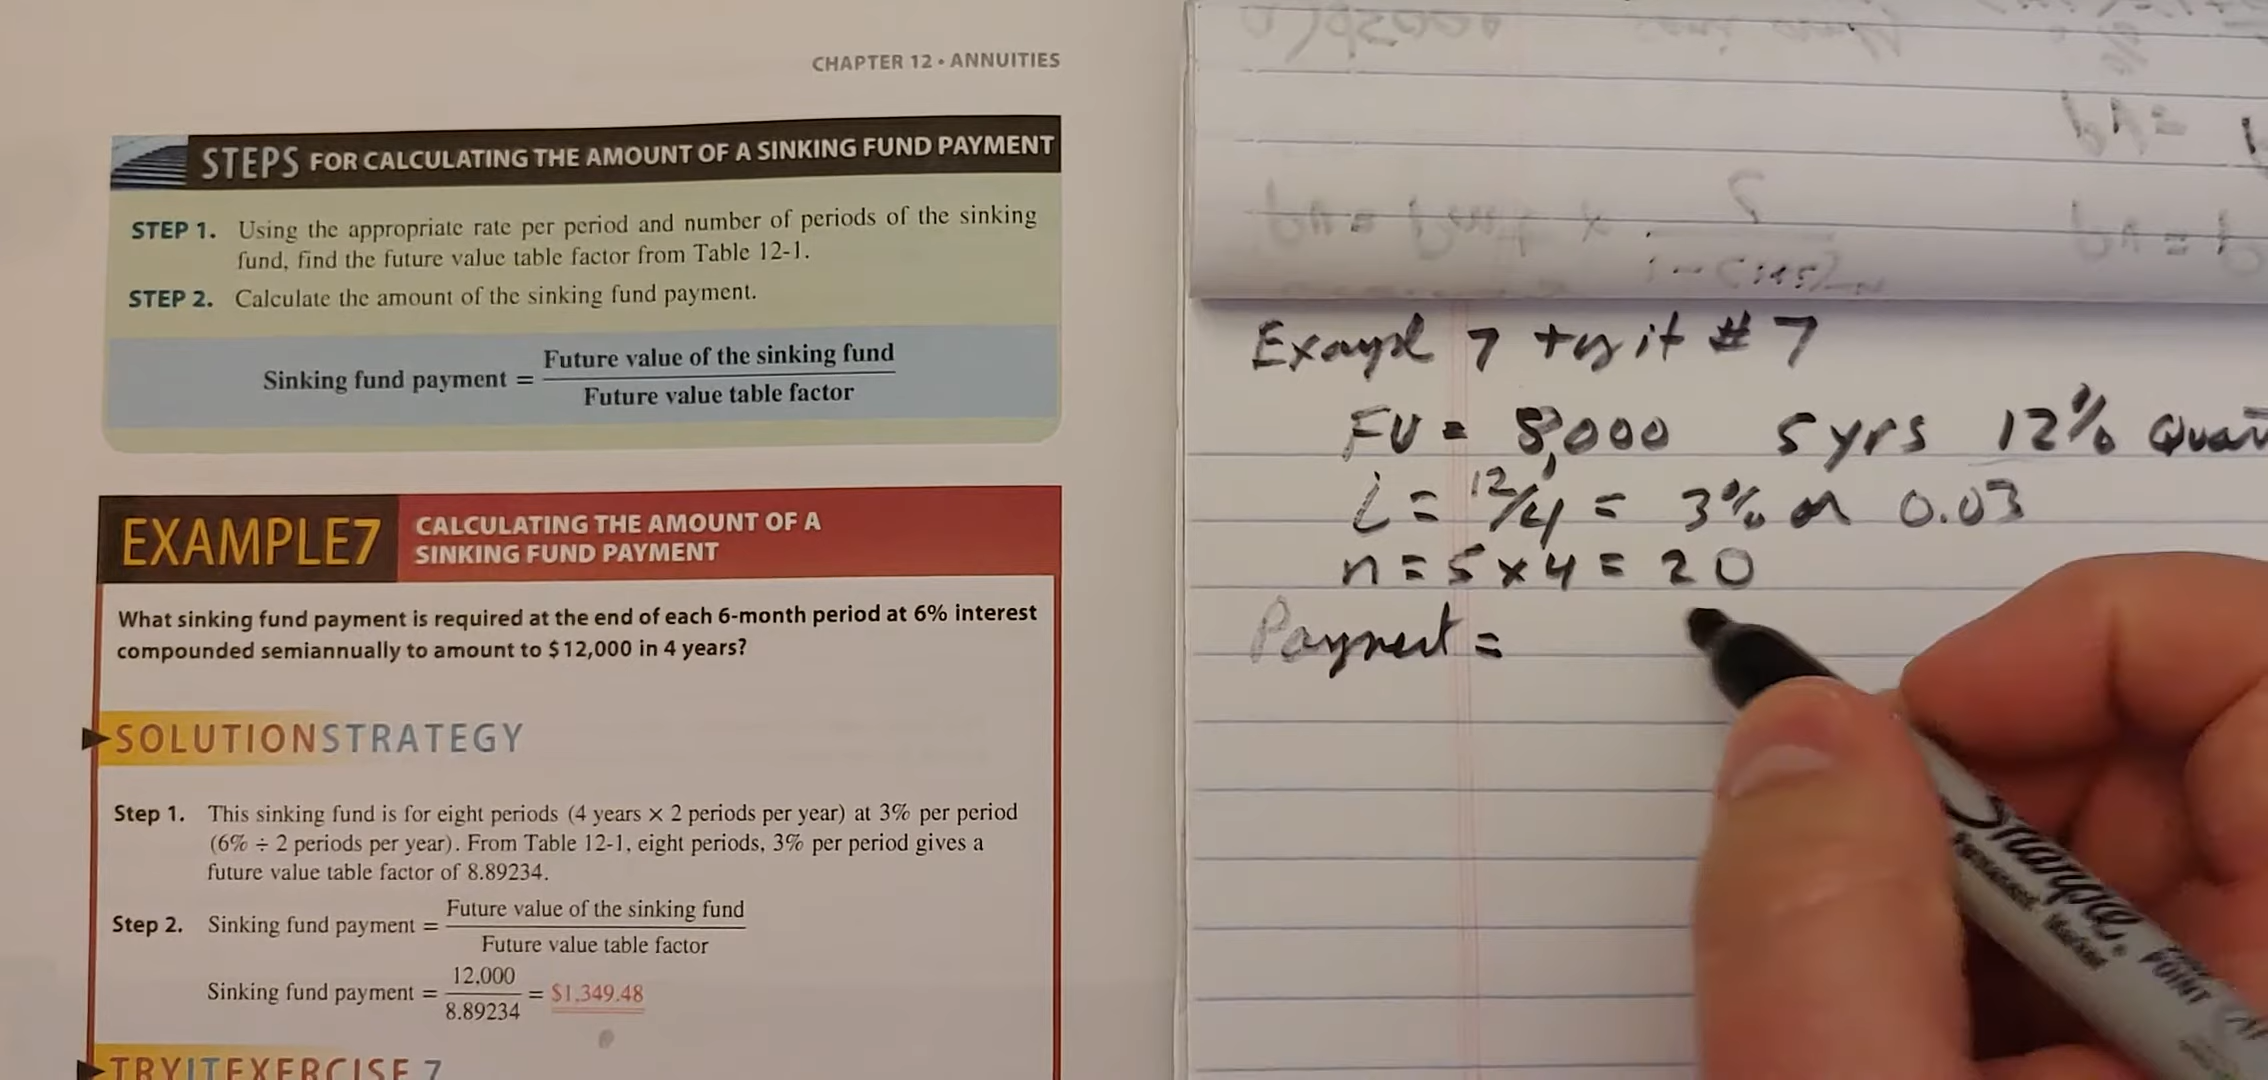 CHAPTER 12 • ANNUITIES
STEPS FOR CALCULATING THE AMOUNT OF A SINKING FUND PAYMENT
STEP 1. Using the appropriate rate per period and number of periods of the sinking
fund, find the future value table factor from Table 12-1.
STEP 2. Calculate the amount of the sinking fund payment.
Sinking fund payment = Future value of the sinking fund
Future value table factor
EXAMPLE7 CALCULATING THE AMOUNT OF A
SINKING FUND PAYMENT
What sinking fund payment is required at the end of each 6-month period at 6% interest
compounded semiannually to amount to $12,000 in 4 years?
SOLUTIONSTRATEGY
Step 1. This sinking fund is for eight periods (4 years × 2 periods per year) at 3% per period
(6% ÷ 2 periods per year). From Table 12-1, eight periods, 3% per period gives a
future value table factor of 8.89234.
Step 2. Sinking fund payment = Future value of the sinking fund
Future value table factor
Sinking fund payment = 12,000
8.89234 = $1,349.48
TRYITEXERCISE 7
Exampl 7 try it # 7
FV = 8,000 5 yrs 12% Quar
i = 12/4 = 3% or 0.03
n = 5 x 4 = 20
Payment =
Sharpie
POINT